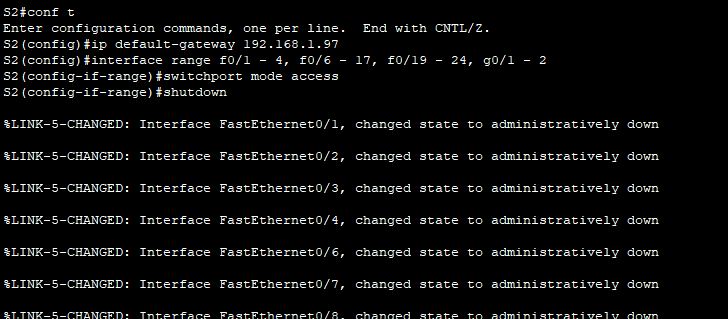 S2#conf t
Enter configuration commands, one per line.  End with CNTL/Z.
S2(config)#ip default-gateway 192.168.1.97
S2(config)#interface range f0/1 - 4, f0/6 - 17, f0/19 - 24, g0/1 - 2
S2(config-if-range)#switchport mode access
S2(config-if-range)#shutdown
%LINK-5-CHANGED: Interface FastEthernet0/1, changed state to administratively down
%LINK-5-CHANGED: Interface FastEthernet0/2, changed state to administratively down
%LINK-5-CHANGED: Interface FastEthernet0/3, changed state to administratively down
%LINK-5-CHANGED: Interface FastEthernet0/4, changed state to administratively down
%LINK-5-CHANGED: Interface FastEthernet0/6, changed state to administratively down
%LINK-5-CHANGED: Interface FastEthernet0/7, changed state to administratively down
%LINK-5-CHANGED: Interface FastEthernet0/8, changed state to administratively down